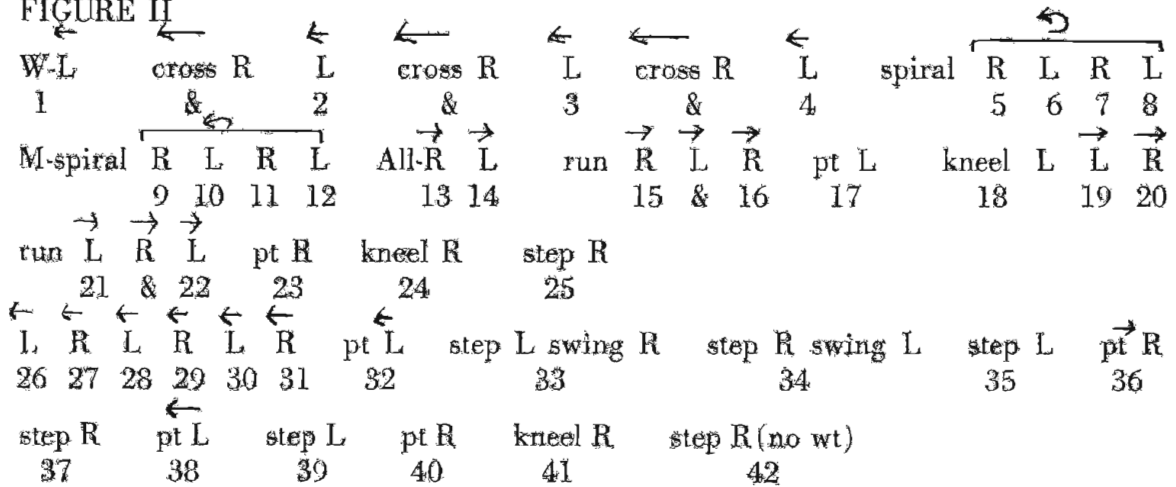 FIGURE II
← ← ← ← ← ← ← ↶
W-L cross R L cross R L cross R L spiral R L R L
1 & 2 & 3 & 4 5 6 7 8
↶ → → → → → → →
M-spiral R L R L All-R L run R L R pt L kneel L L R
9 10 11 12 13 14 15 & 16 17 18 19 20
→ → →
run L R L pt R kneel R step R
21 & 22 23 24 25
← ← ← ← ← ← ← →
L R L R L R pt L step L swing R step R swing L step L pt R
26 27 28 29 30 31 32 33 34 35 36
←
step R pt L step L pt R kneel R step R(no wt)
37 38 39 40 41 42